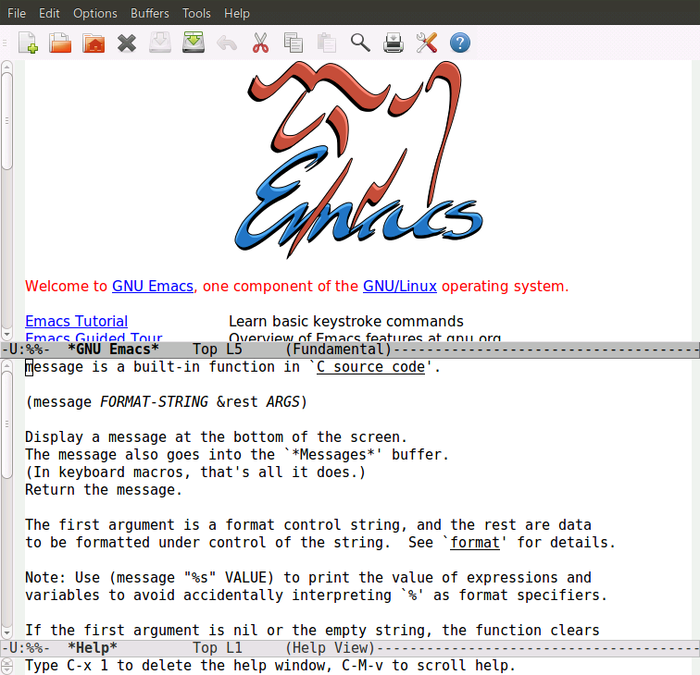 File Edit Options Buffers Tools Help
Emacs
Welcome to GNU Emacs, one component of the GNU/Linux operating system.
Emacs Tutorial Learn basic keystroke commands
Emacs Guided Tour Overview of Emacs features at gnu.org
-U:%%-  *GNU Emacs*    Top L5     (Fundamental)-----------------------------------
message is a built-in function in `C source code'.
(message FORMAT-STRING &rest ARGS)
Display a message at the bottom of the screen.
The message also goes into the `*Messages*' buffer.
(In keyboard macros, that's all it does.)
Return the message.
The first argument is a format control string, and the rest are data
to be formatted under control of the string.  See `format' for details.
Note: Use (message "%s" VALUE) to print the value of expressions and
variables to avoid accidentally interpreting `%' as format specifiers.
If the first argument is nil or the empty string, the function clears
-U:%%-  *Help*         Top L1     (Help View)-------------------------------------
Type C-x 1 to delete the help window, C-M-v to scroll help.